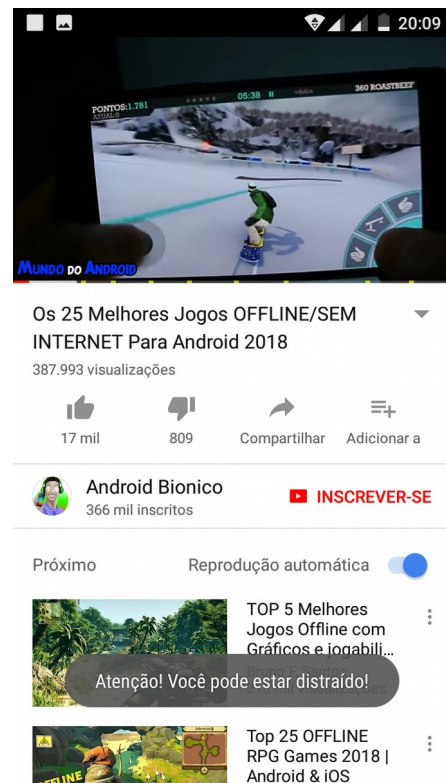 20:09
PONTOS:1.781
ATUAL:0
05:38
360 ROASTBEEF
MUNDO DO ANDROID
Os 25 Melhores Jogos OFFLINE/SEM
INTERNET Para Android 2018
387.993 visualizações
17 mil
809
Compartilhar
Adicionar a
Android Bionico
366 mil inscritos
INSCREVER-SE
Próximo
Reprodução automática
TOP 5 Melhores
Jogos Offline com
Gráficos e jogabili...
Atenção! Você pode estar distraído!
OFFLINE
Top 25 OFFLINE
RPG Games 2018 |
Android & iOS